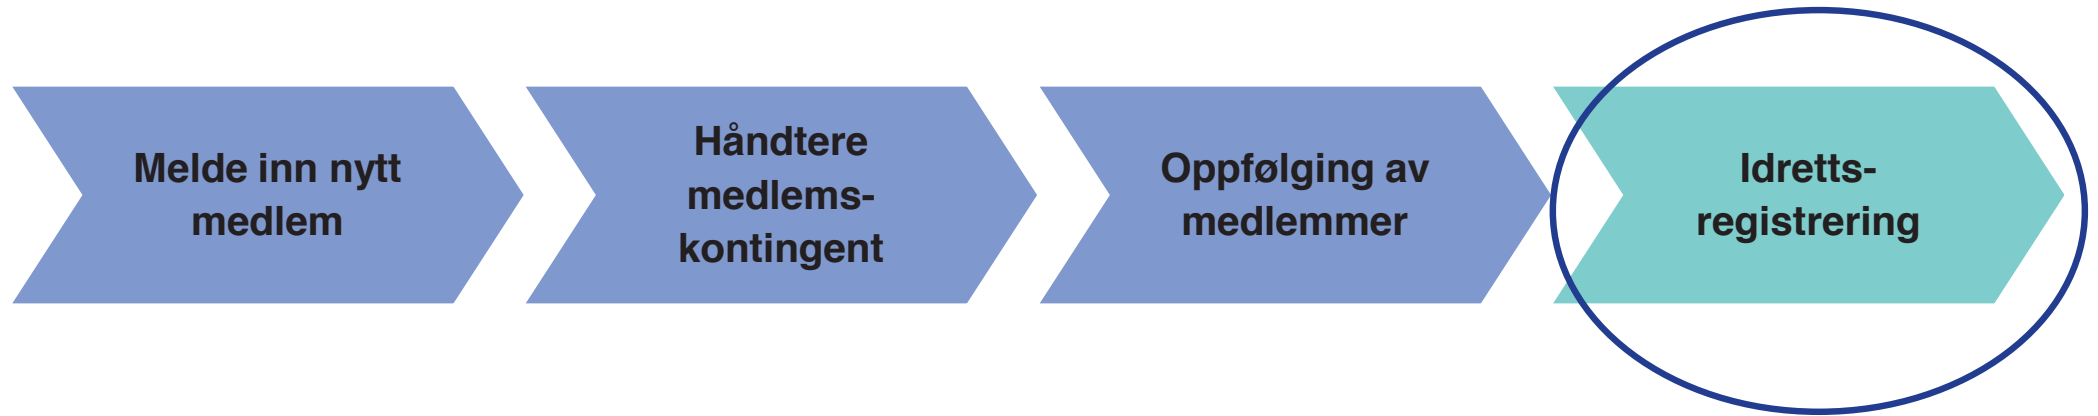 Melde inn nytt
medlem
Håndtere
medlems-
kontingent
Oppfølging av
medlemmer
Idretts-
registrering